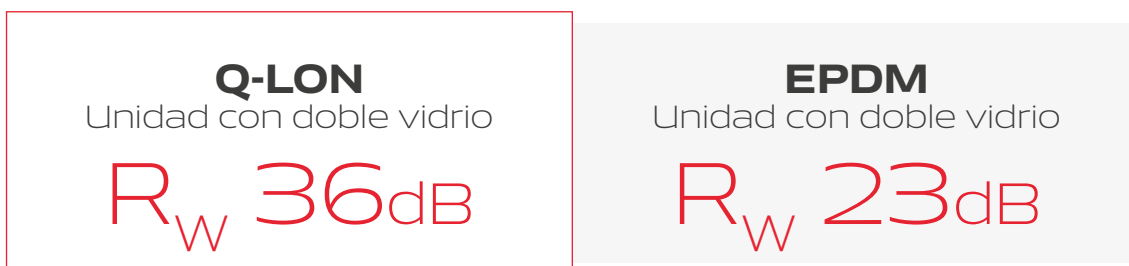 Q-LON
Unidad con doble vidrio
RW 36dB
EPDM
Unidad con doble vidrio
RW 23dB